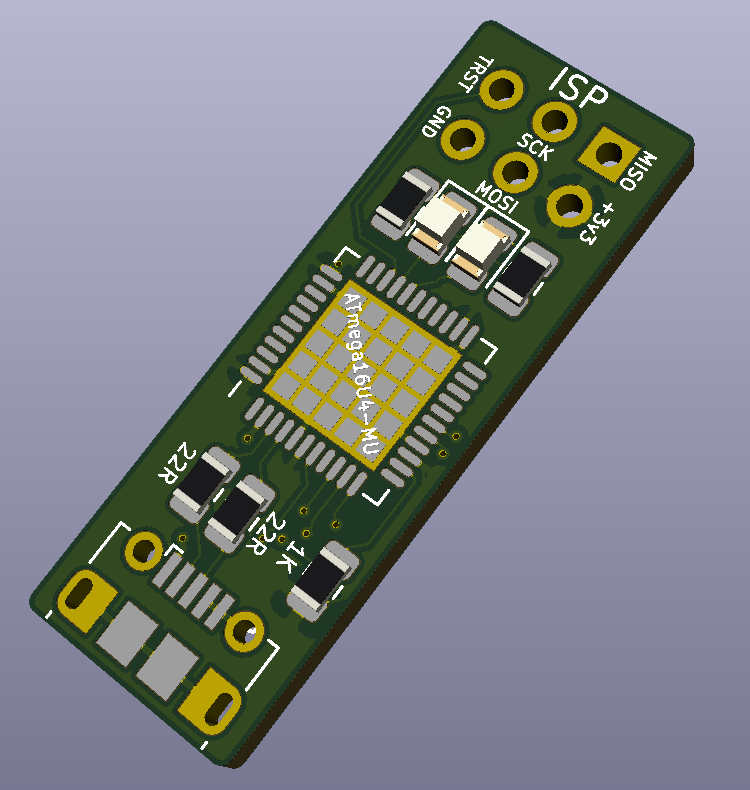 ISP
TRST
GND
SCK
MISO
MOSI
+3v3
ATmega16U4-MU
22R
22R
1K